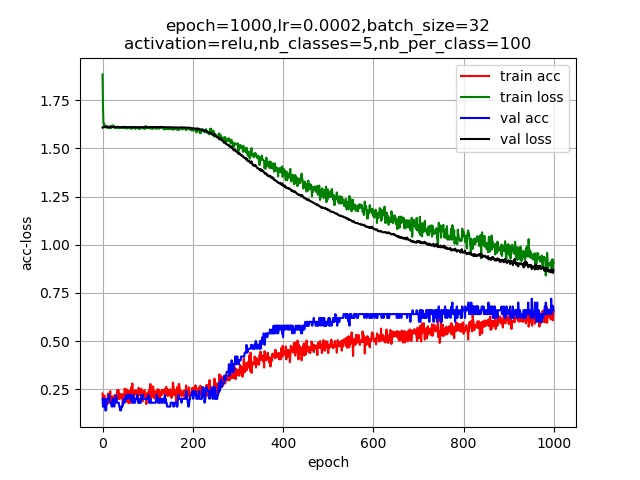 epoch=1000,lr=0.0002,batch_size=32
activation=relu,nb_classes=5,nb_per_class=100
train acc
train loss
val acc
val loss
1.75
1.50
1.25
1.00
0.75
0.50
0.25
acc-loss
0 200 400 600 800 1000
epoch